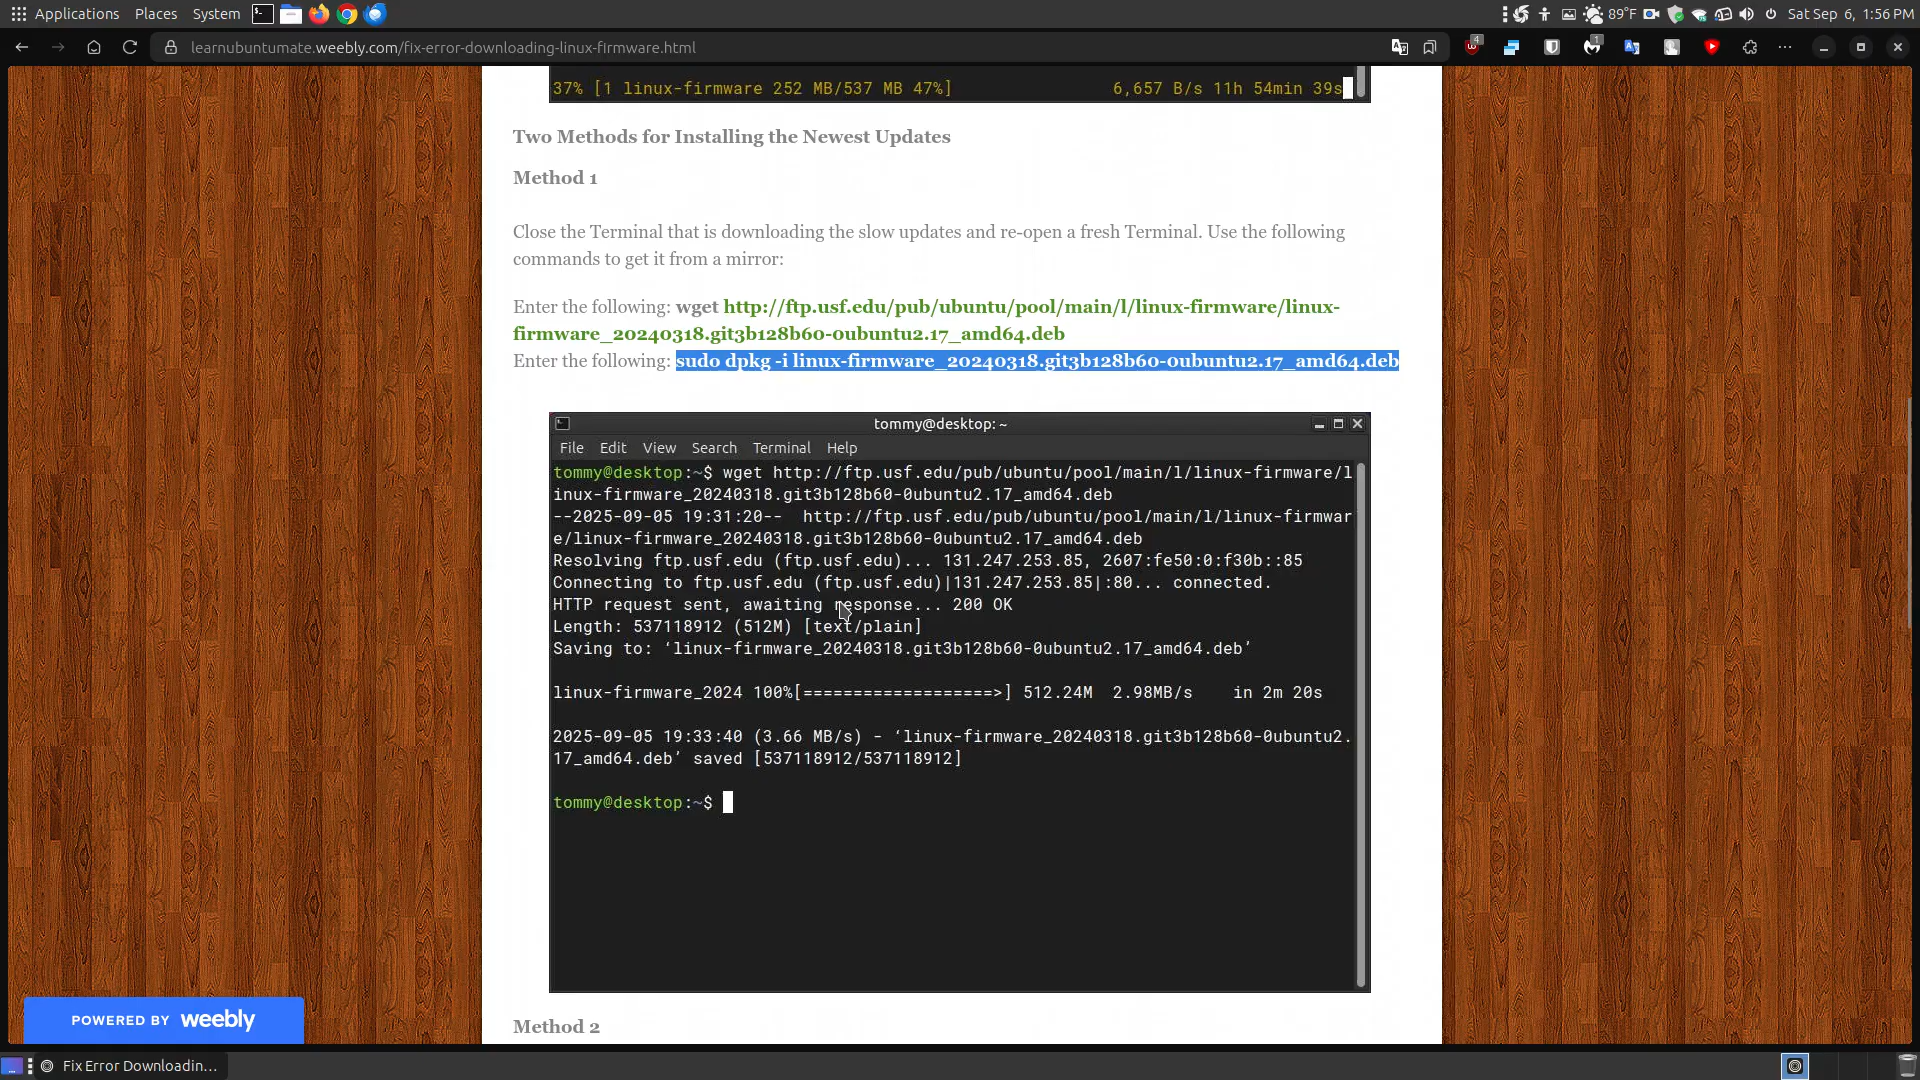 Applications Places System 89°F Sat Sep 6, 1:56 PM
learnubuntumate.weebly.com/fix-error-downloading-linux-firmware.html 4 1
37% [1 linux-firmware 252 MB/537 MB 47%] 6,657 B/s 11h 54min 39s
Two Methods for Installing the Newest Updates
Method 1
Close the Terminal that is downloading the slow updates and re-open a fresh Terminal. Use the following
commands to get it from a mirror:
Enter the following: wget http://ftp.usf.edu/pub/ubuntu/pool/main/l/linux-firmware/linux-
firmware_20240318.git3b128b60-0ubuntu2.17_amd64.deb
Enter the following: sudo dpkg -i linux-firmware_20240318.git3b128b60-0ubuntu2.17_amd64.deb
tommy@desktop: ~
File Edit View Search Terminal Help
tommy@desktop:~$ wget http://ftp.usf.edu/pub/ubuntu/pool/main/l/linux-firmware/l
inux-firmware_20240318.git3b128b60-0ubuntu2.17_amd64.deb
--2025-09-05 19:31:20-- http://ftp.usf.edu/pub/ubuntu/pool/main/l/linux-firmwar
e/linux-firmware_20240318.git3b128b60-0ubuntu2.17_amd64.deb
Resolving ftp.usf.edu (ftp.usf.edu)... 131.247.253.85, 2607:fe50:0:f30b::85
Connecting to ftp.usf.edu (ftp.usf.edu)|131.247.253.85|:80... connected.
HTTP request sent, awaiting response... 200 OK
Length: 537118912 (512M) [text/plain]
Saving to: ‘linux-firmware_20240318.git3b128b60-0ubuntu2.17_amd64.deb’
linux-firmware_2024 100%[===================>] 512.24M 2.98MB/s in 2m 20s
2025-09-05 19:33:40 (3.66 MB/s) - ‘linux-firmware_20240318.git3b128b60-0ubuntu2.
17_amd64.deb’ saved [537118912/537118912]
tommy@desktop:~$
POWERED BY weebly
Method 2
Fix Error Downloadin...